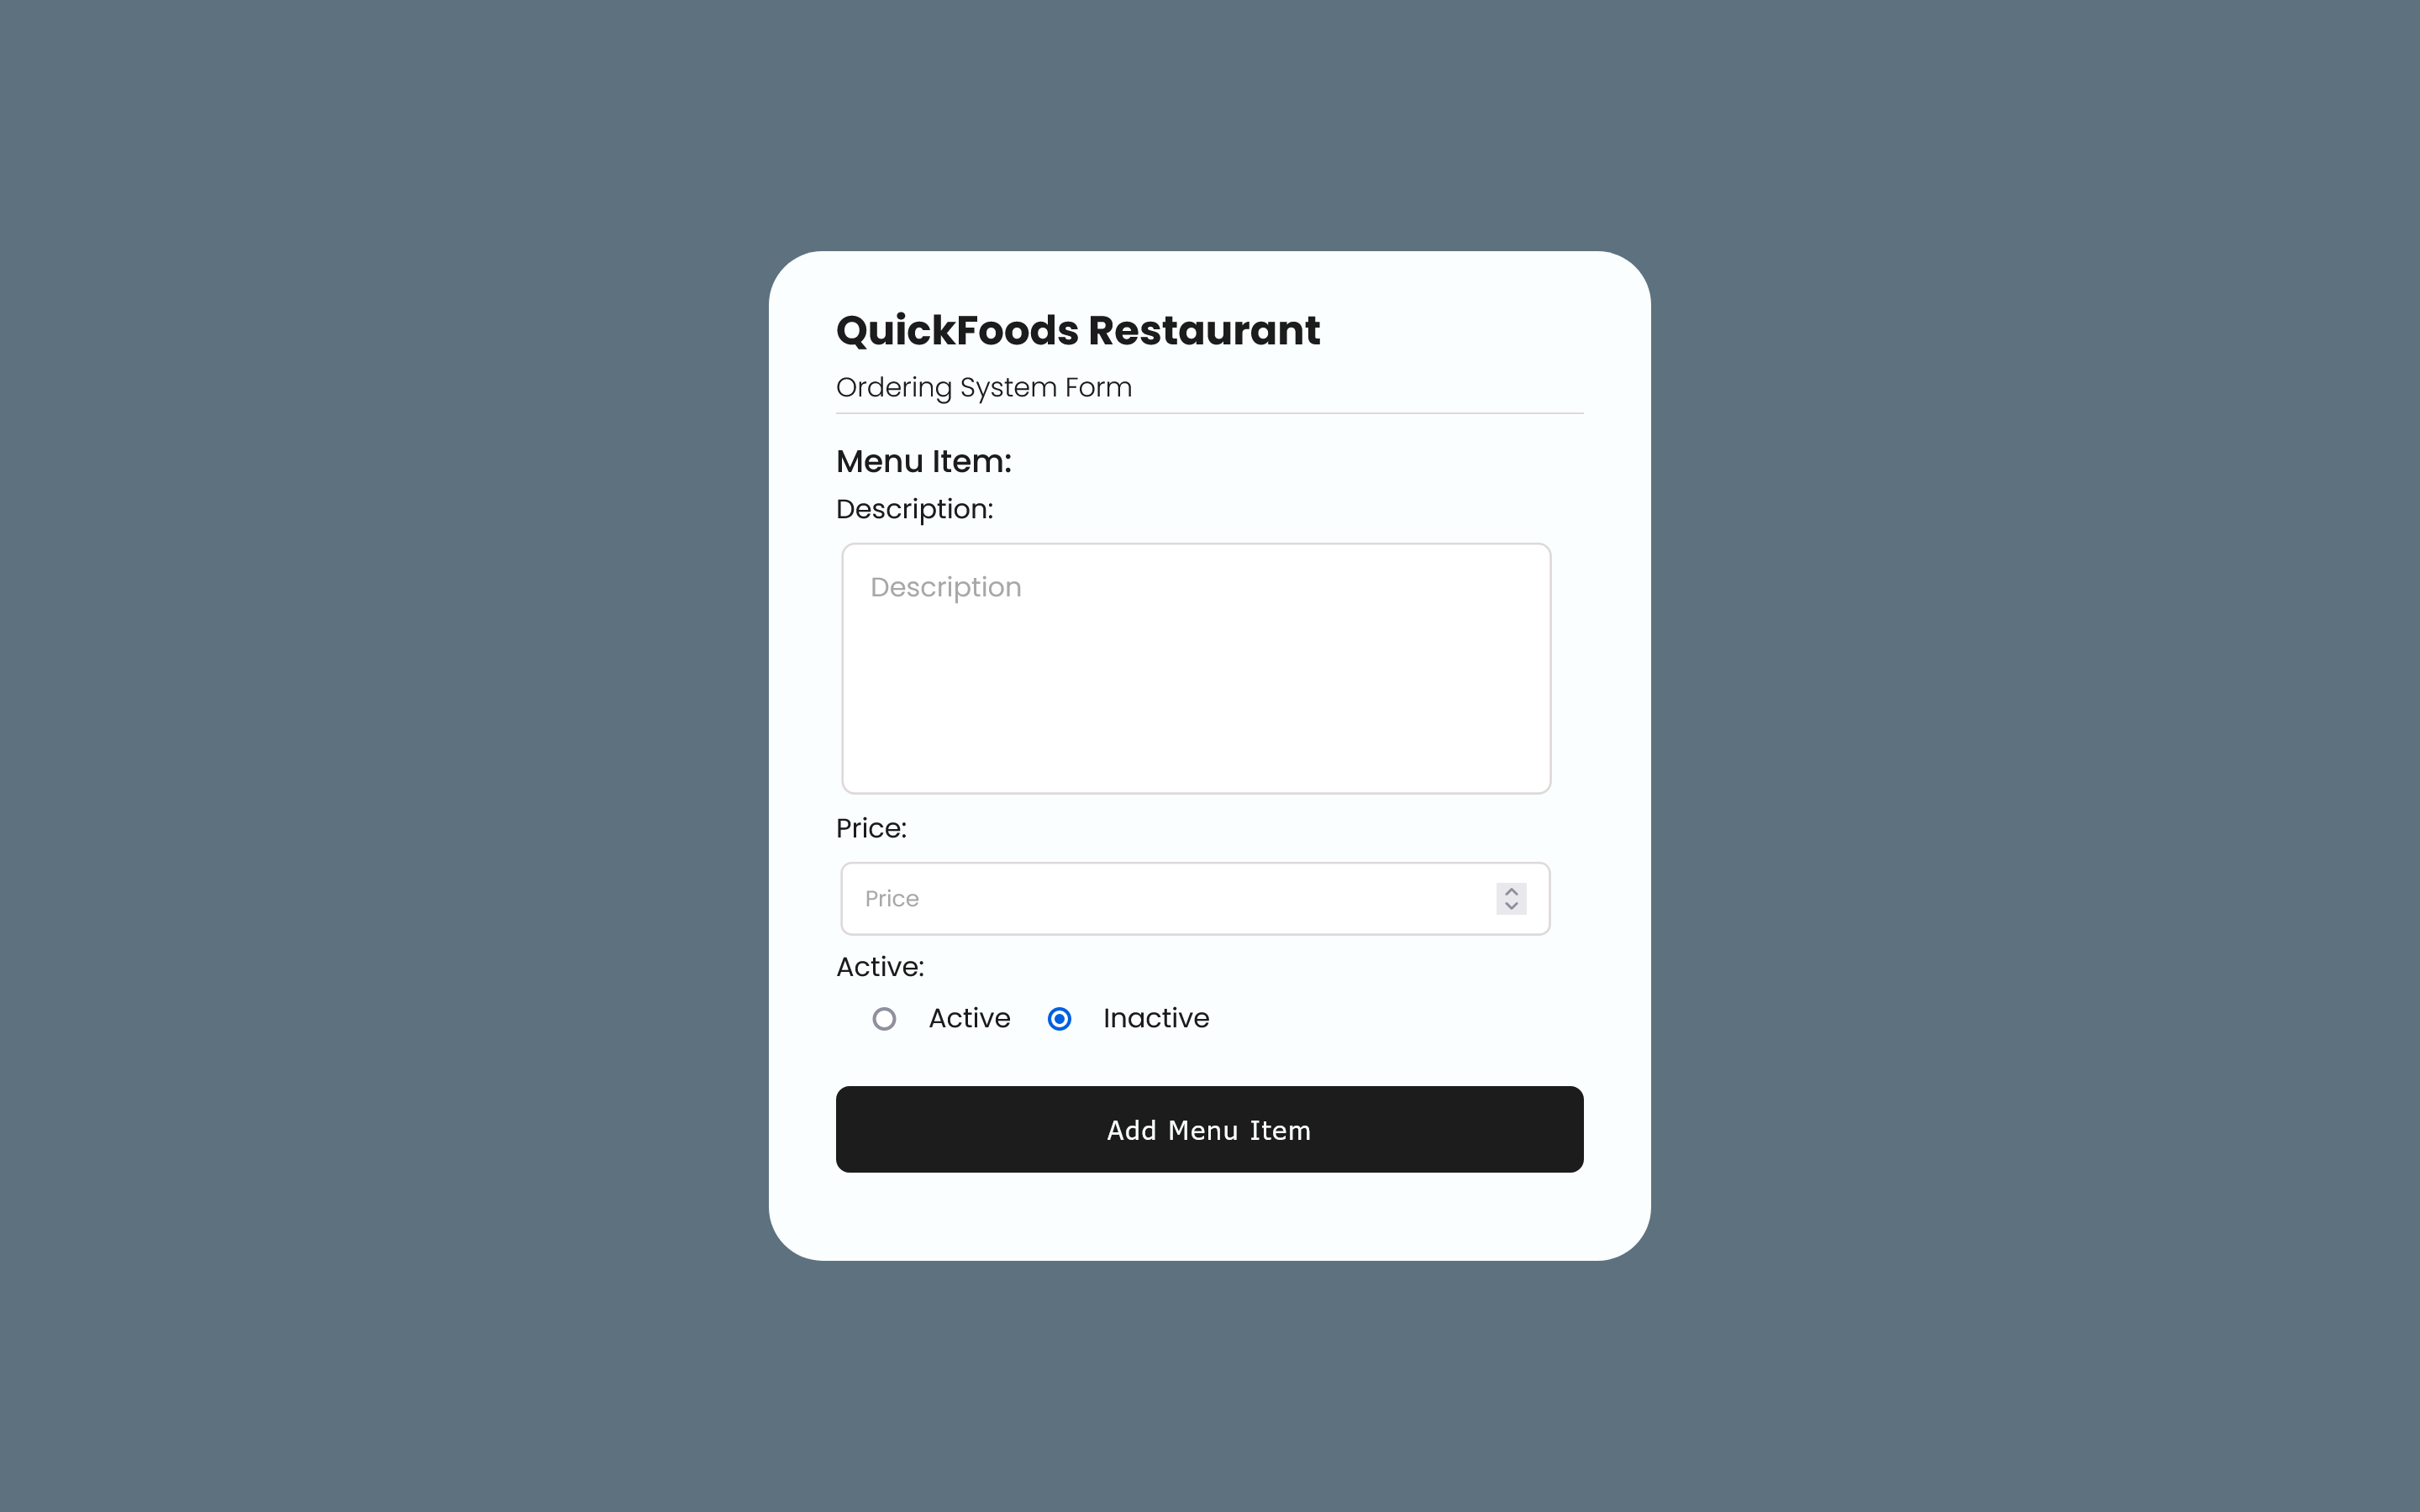 QuickFoods Restaurant
Ordering System Form
Menu Item:
Description:
Description
Price:
Price
Active:
Active Inactive
Add Menu Item